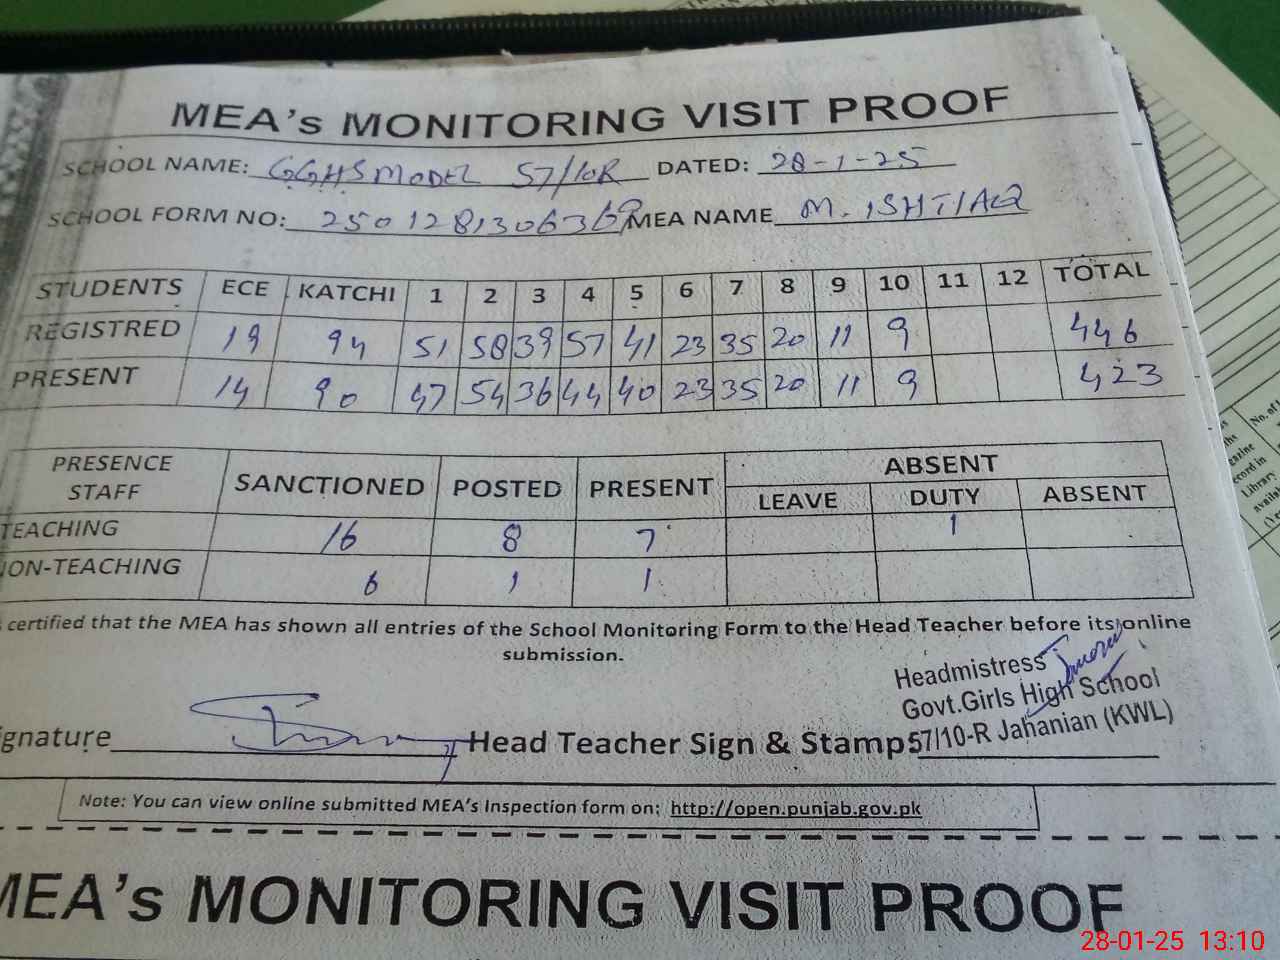 MEA's MONITORING VISIT PROOF
SCHOOL NAME: GGHS MODEL 57/10R DATED: 28-1-25
SCHOOL FORM NO: 2501281306369 MEA NAME M. ISHTIAQ
STUDENTS ECE KATCHI 1 2 3 4 5 6 7 8 9 10 11 12 TOTAL
REGISTRED 19 94 51 58 39 57 41 23 35 20 11 9 446
PRESENT 14 90 47 54 36 44 40 23 35 20 11 9 423
PRESENCE STAFF SANCTIONED POSTED PRESENT ABSENT
LEAVE DUTY ABSENT
TEACHING 16 8 7 1
ON-TEACHING 6 1 1
certified that the MEA has shown all entries of the School Monitoring Form to the Head Teacher before its online
submission.
Headmistress
Govt.Girls High School
57/10-R Jahanian (KWL)
gnature Head Teacher Sign & Stamp
Note: You can view online submitted MEA's Inspection form on: http://open.punjab.gov.pk
MEA's MONITORING VISIT PROOF
28-01-25 13:10